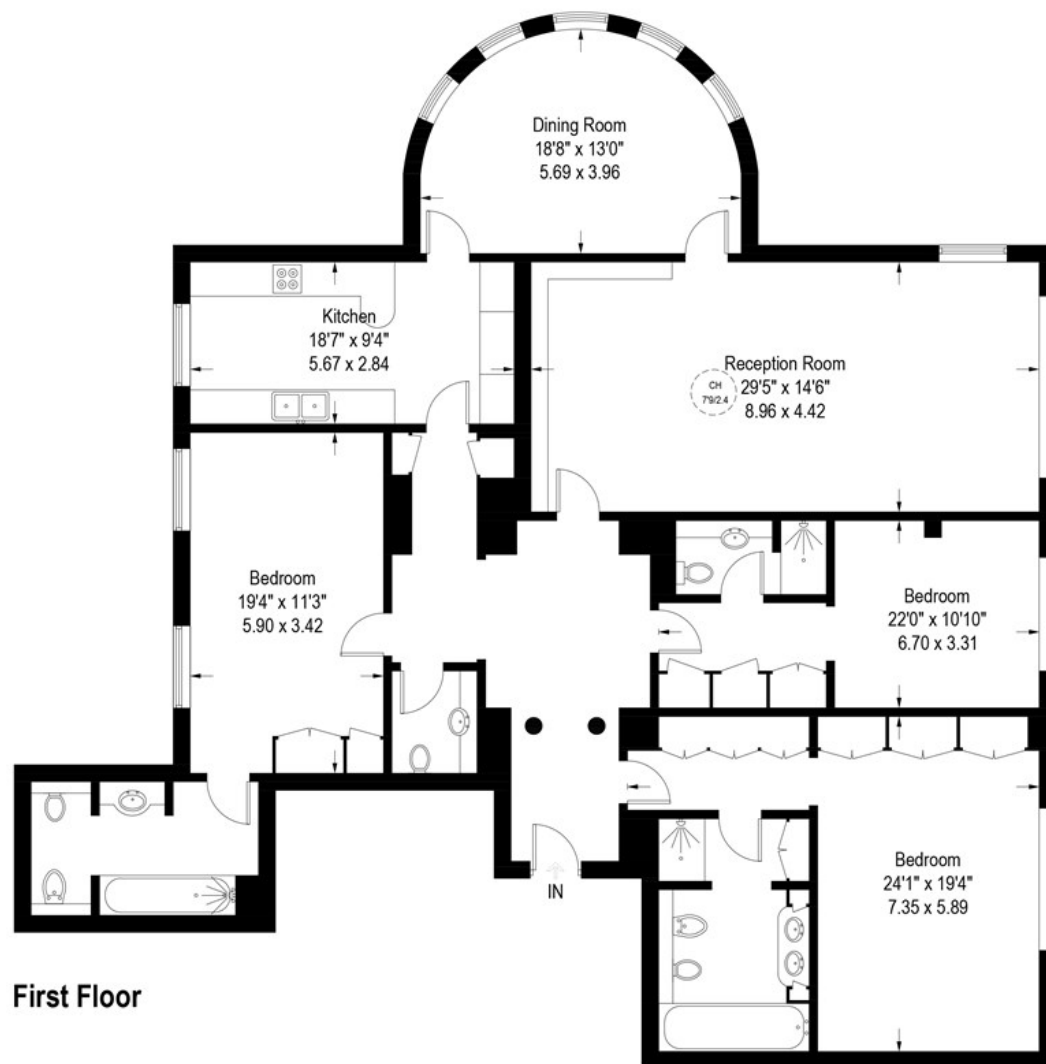 Dining Room
18'8" x 13'0"
5.69 x 3.96
Kitchen
18'7" x 9'4"
5.67 x 2.84
Reception Room
29'5" x 14'6"
8.96 x 4.42
CH
7'9/2.4
Bedroom
19'4" x 11'3"
5.90 x 3.42
Bedroom
22'0" x 10'10"
6.70 x 3.31
Bedroom
24'1" x 19'4"
7.35 x 5.89
IN
First Floor